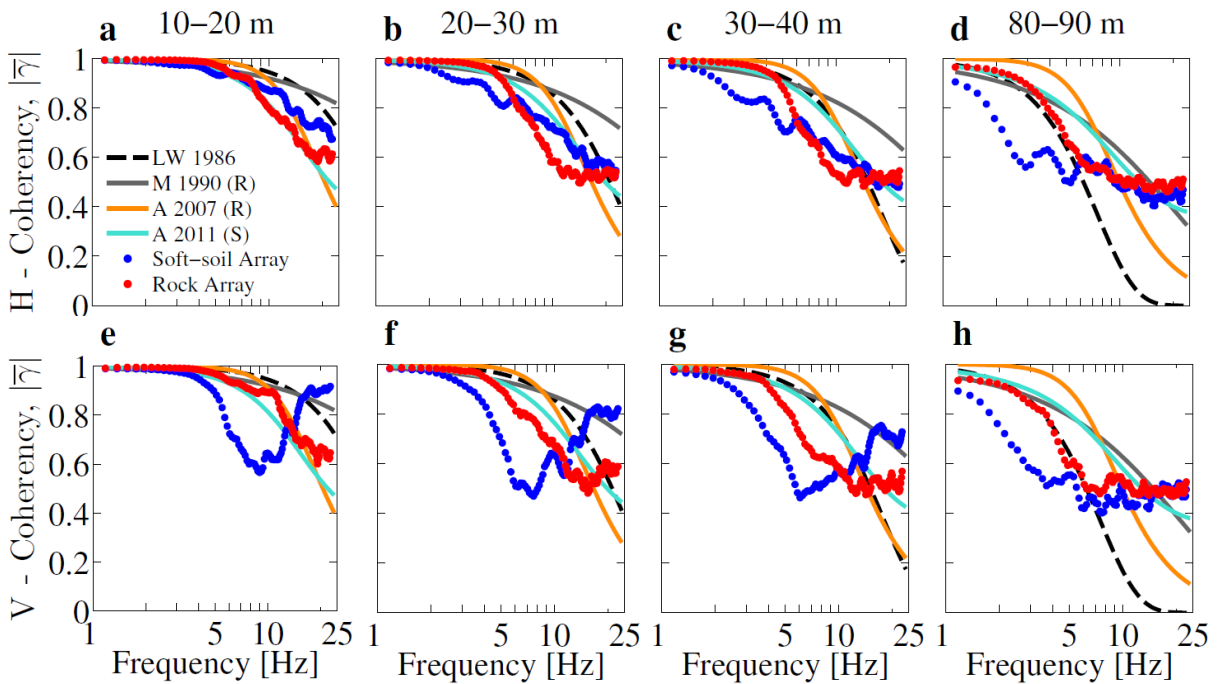 a 10–20 m
b 20–30 m
c 30–40 m
d 80–90 m
H - Coherency, |γ̅|
1
0.8
0.6
0.4
0.2
0
LW 1986
M 1990 (R)
A 2007 (R)
A 2011 (S)
Soft−soil Array
Rock Array
e
f
g
h
V - Coherency, |γ̅|
1
0.8
0.6
0.4
0.2
0
1 5 10 25
1 5 10 25
1 5 10 25
1 5 10 25
Frequency [Hz]
Frequency [Hz]
Frequency [Hz]
Frequency [Hz]